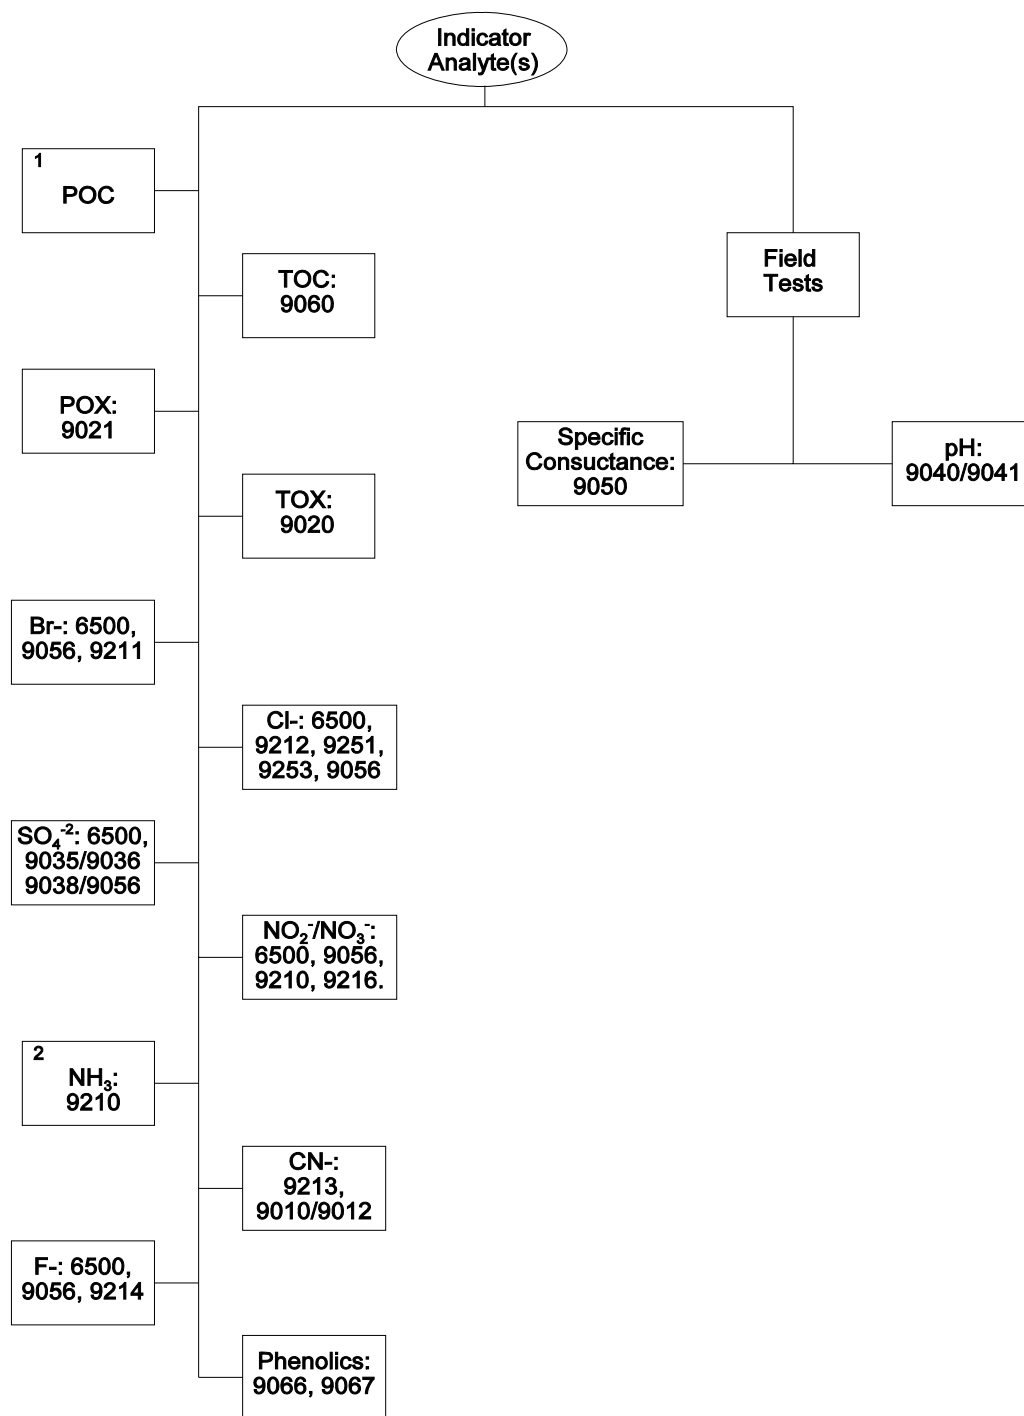 Indicator
Analyte(s)
1
POC
TOC:
9060
Field
Tests
POX:
9021
Specific
Consuctance:
9050
pH:
9040/9041
TOX:
9020
Br-: 6500,
9056, 9211
Cl-: 6500,
9212, 9251,
9253, 9056
SO₄⁻²: 6500,
9035/9036
9038/9056
NO₂⁻/NO₃⁻:
6500, 9056,
9210, 9216.
2
NH₃:
9210
CN-:
9213,
9010/9012
F-: 6500,
9056, 9214
Phenolics:
9066, 9067